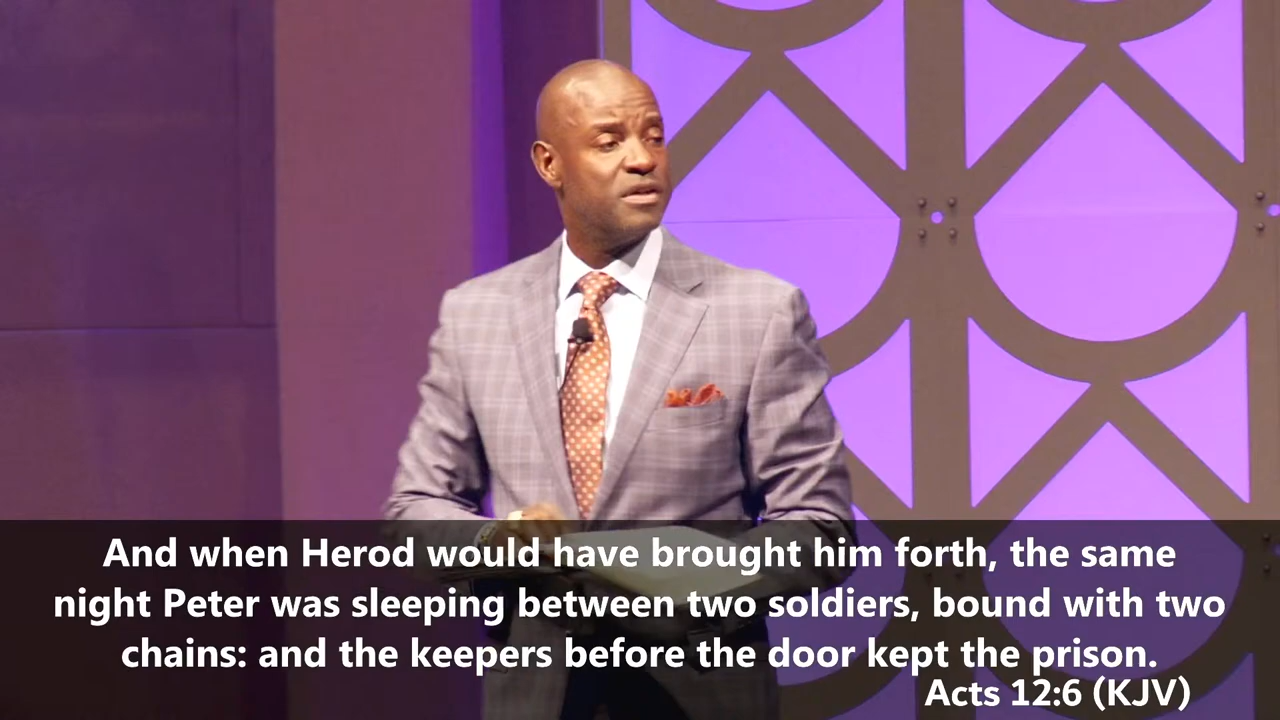 And when Herod would have brought him forth, the same
night Peter was sleeping between two soldiers, bound with two
chains: and the keepers before the door kept the prison.
Acts 12:6 (KJV)